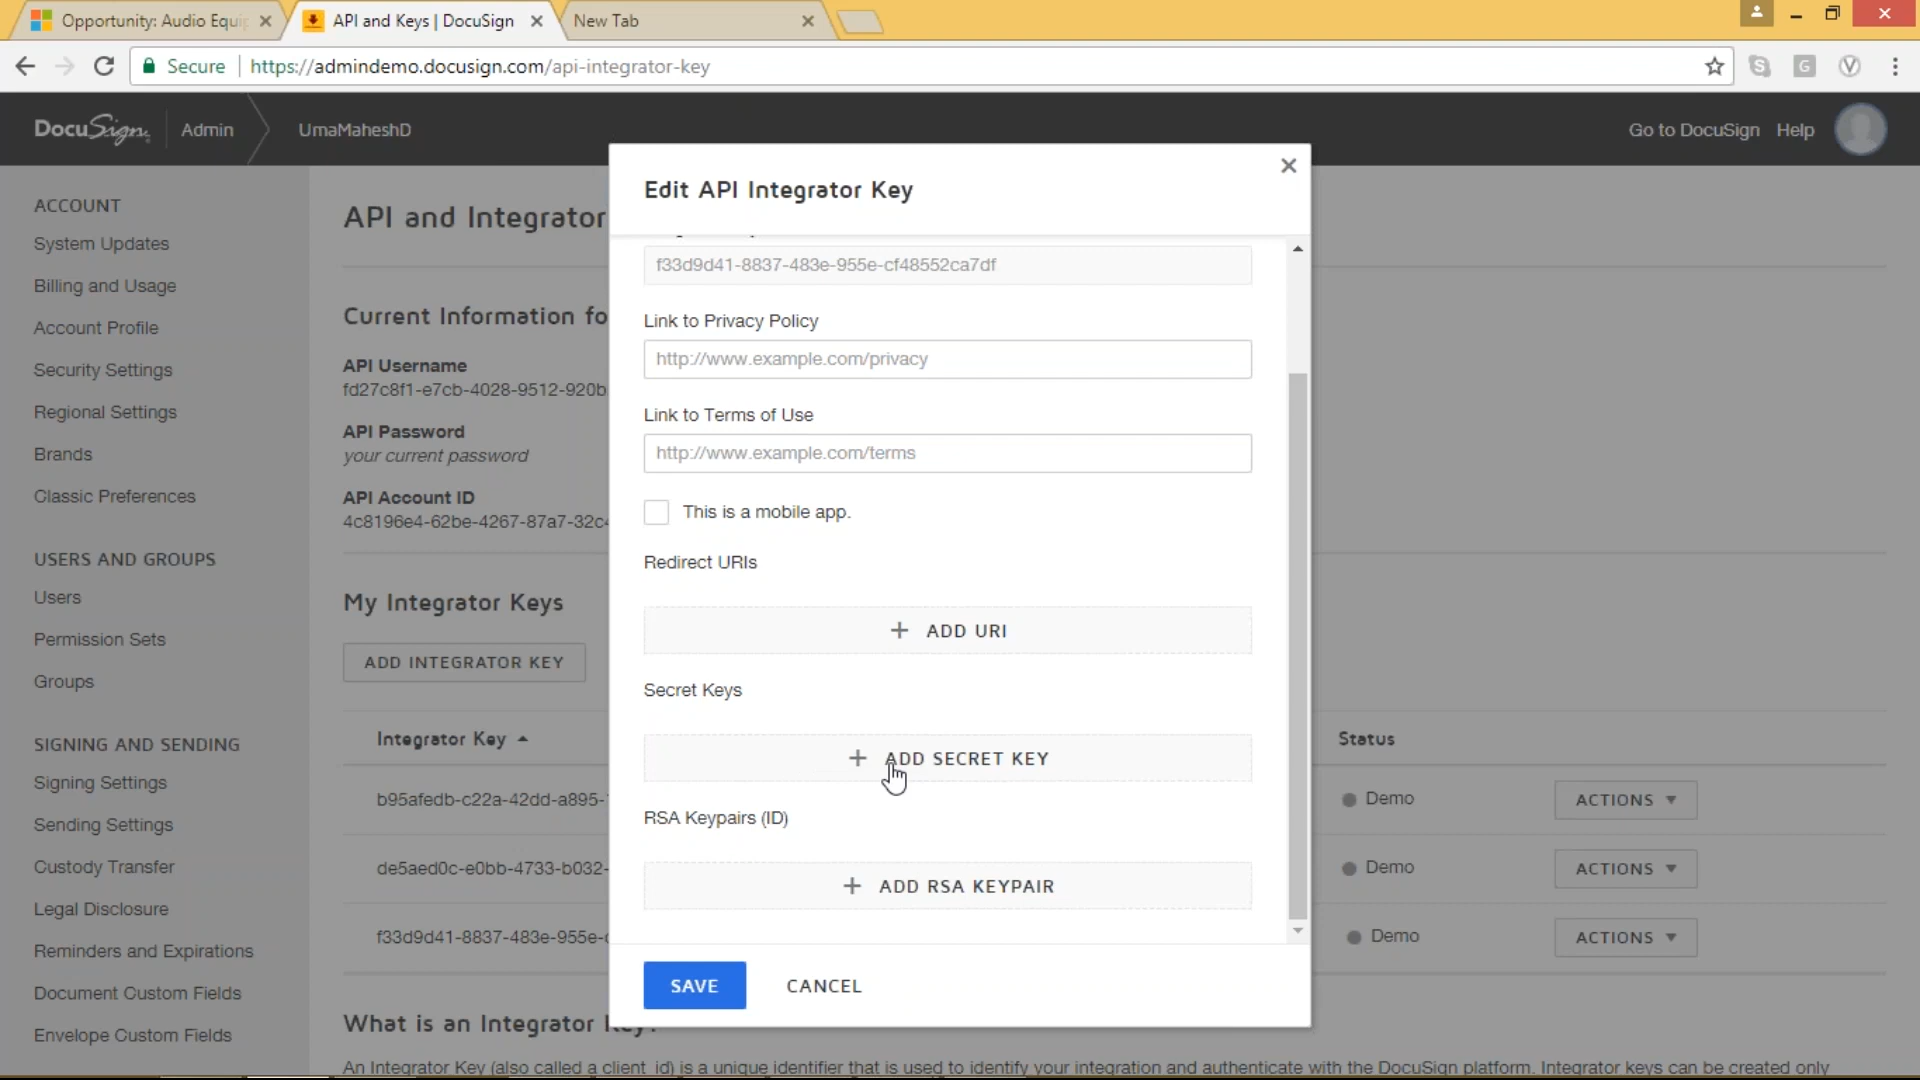 Opportunity: Audio Equip
API and Keys | DocuSign
New Tab
Secure
https://admindemo.docusign.com/api-integrator-key
DocuSign
Admin
UmaMaheshD
Go to DocuSign
Help
ACCOUNT
System Updates
Billing and Usage
Account Profile
Security Settings
Regional Settings
Brands
Classic Preferences
USERS AND GROUPS
Users
Permission Sets
Groups
SIGNING AND SENDING
Signing Settings
Sending Settings
Custody Transfer
Legal Disclosure
Reminders and Expirations
Document Custom Fields
Envelope Custom Fields
API and Integrator
Current Information fo
API Username
fd27c8f1-e7cb-4028-9512-920b
API Password
your current password
API Account ID
4c8196e4-62be-4267-87a7-32c4
My Integrator Keys
ADD INTEGRATOR KEY
Integrator Key
Status
b95afedb-c22a-42dd-a895-
Demo
ACTIONS
de5aed0c-e0bb-4733-b032-
Demo
ACTIONS
f33d9d41-8837-483e-955e-c
Demo
ACTIONS
What is an Integrator Key?
An Integrator Key (also called a client_id) is a unique identifier that is used to identify your integration and authenticate with the DocuSign platform. Integrator keys can be created only
Edit API Integrator Key
f33d9d41-8837-483e-955e-cf48552ca7df
Link to Privacy Policy
http://www.example.com/privacy
Link to Terms of Use
http://www.example.com/terms
This is a mobile app.
Redirect URIs
+ ADD URI
Secret Keys
+ ADD SECRET KEY
RSA Keypairs (ID)
+ ADD RSA KEYPAIR
SAVE
CANCEL